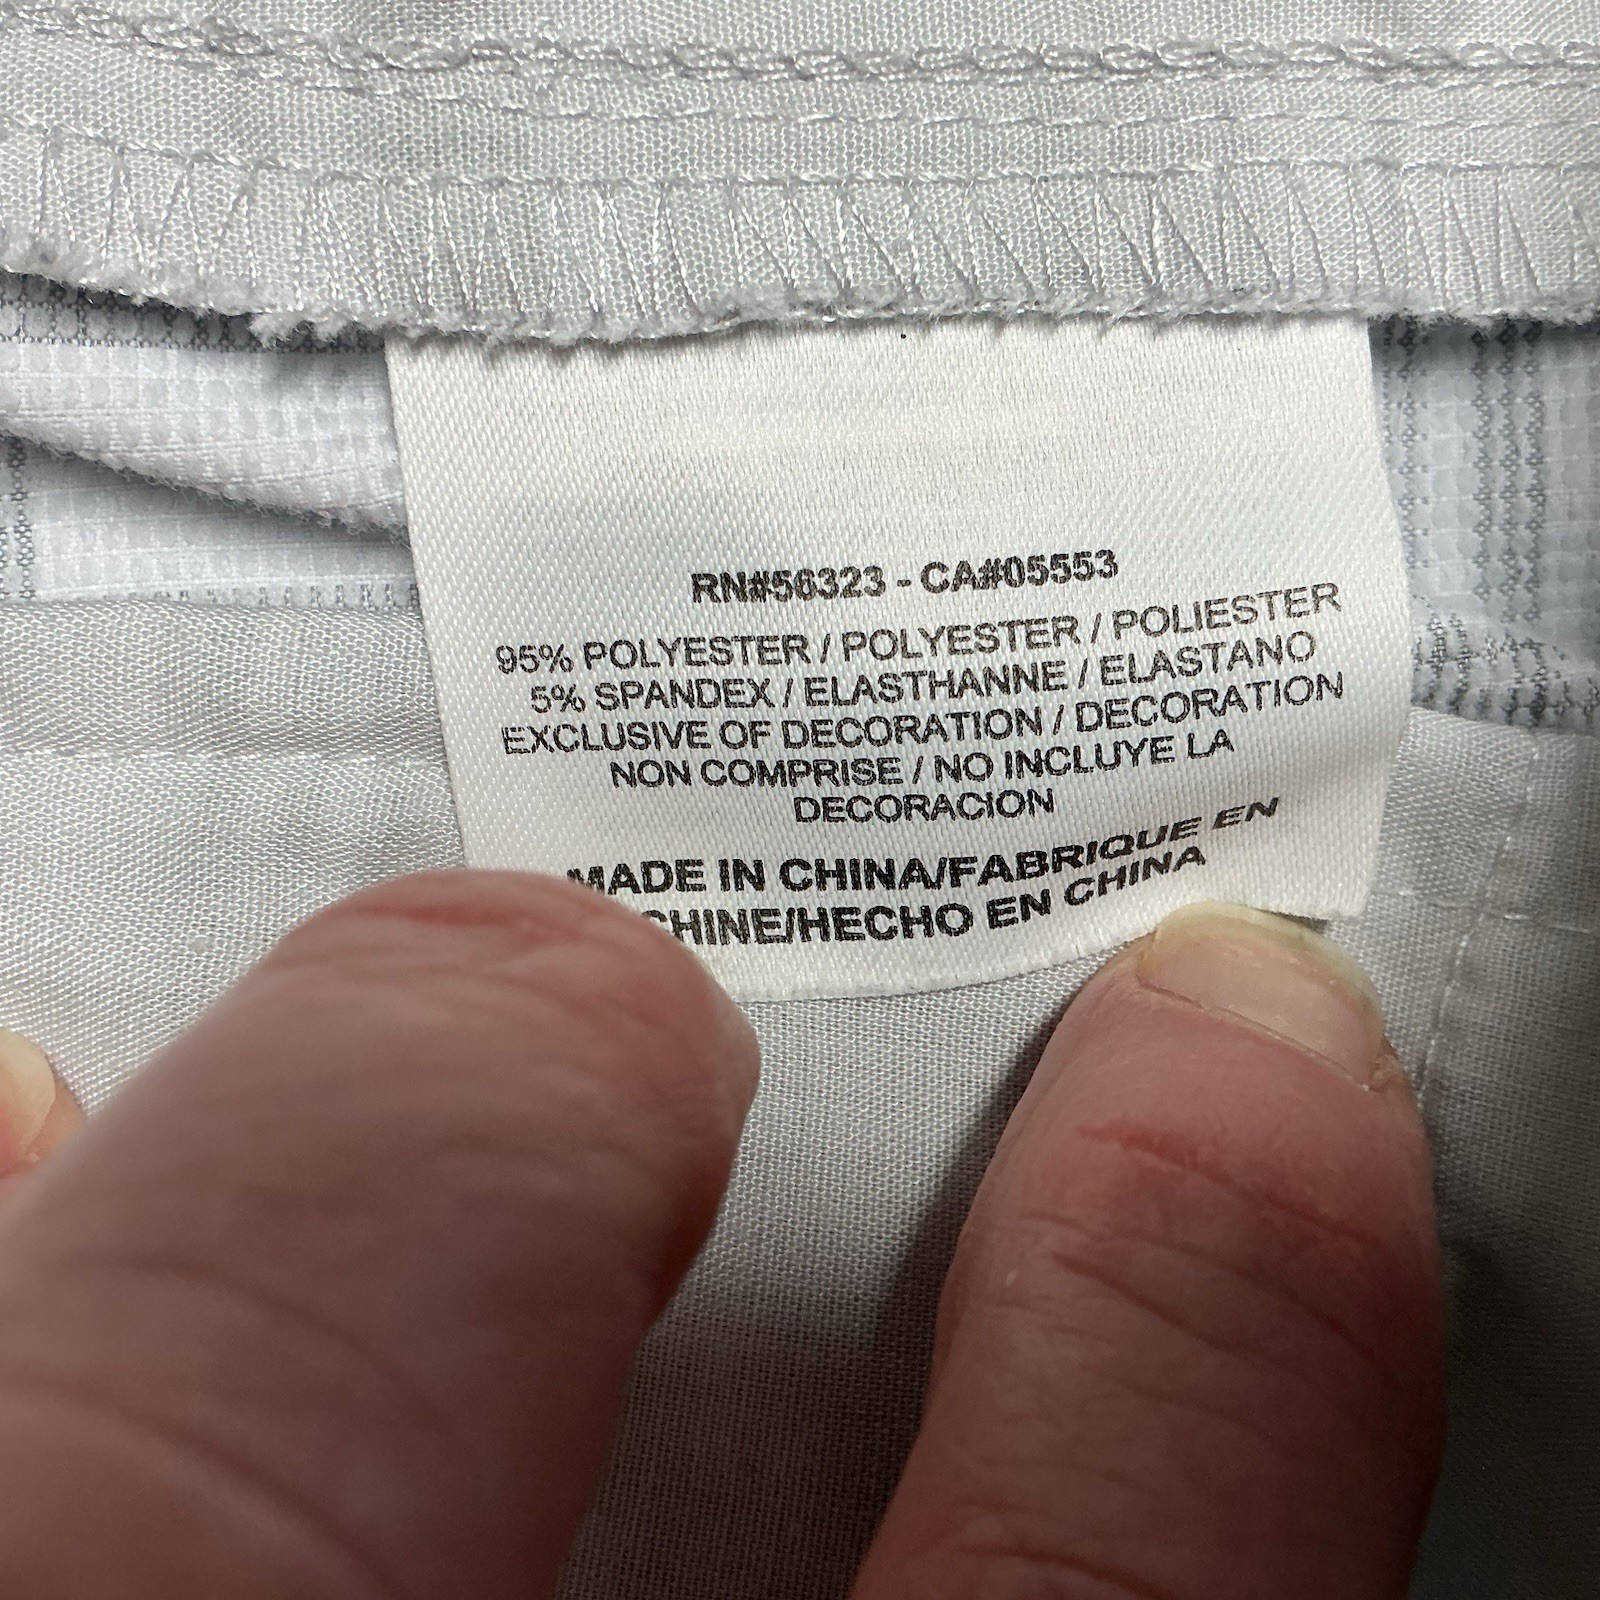 RN#56323 - CA#05553
95% POLYESTER / POLYESTER / POLIESTER
5% SPANDEX / ELASTHANNE / ELASTANO
EXCLUSIVE OF DECORATION / DECORATION
NON COMPRISE / NO INCLUYE LA
DECORACION
MADE IN CHINA/FABRIQUE EN
CHINE/HECHO EN CHINA